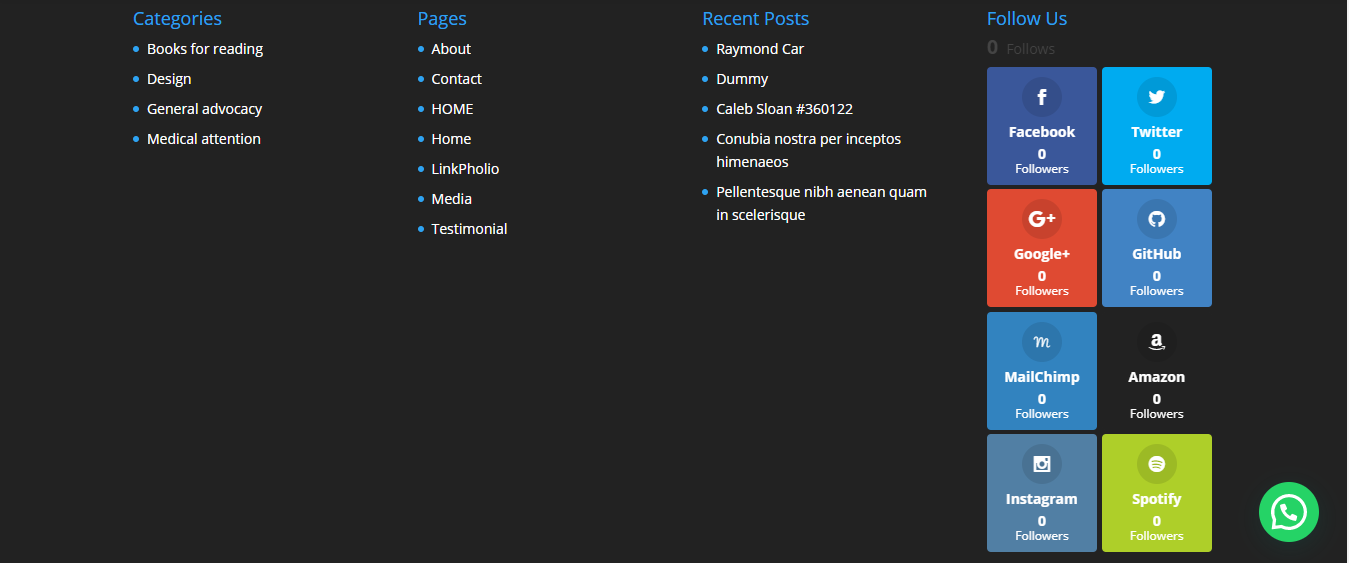 Categories
Books for reading
Design
General advocacy
Medical attention
Pages
About
Contact
HOME
Home
LinkPholio
Media
Testimonial
Recent Posts
Raymond Car
Dummy
Caleb Sloan #360122
Conubia nostra per inceptos
himenaeos
Pellentesque nibh aenean quam
in scelerisque
Follow Us
0 Follows
Facebook
0
Followers
Twitter
0
Followers
Google+
0
Followers
GitHub
0
Followers
MailChimp
0
Followers
Amazon
0
Followers
Instagram
0
Followers
Spotify
0
Followers